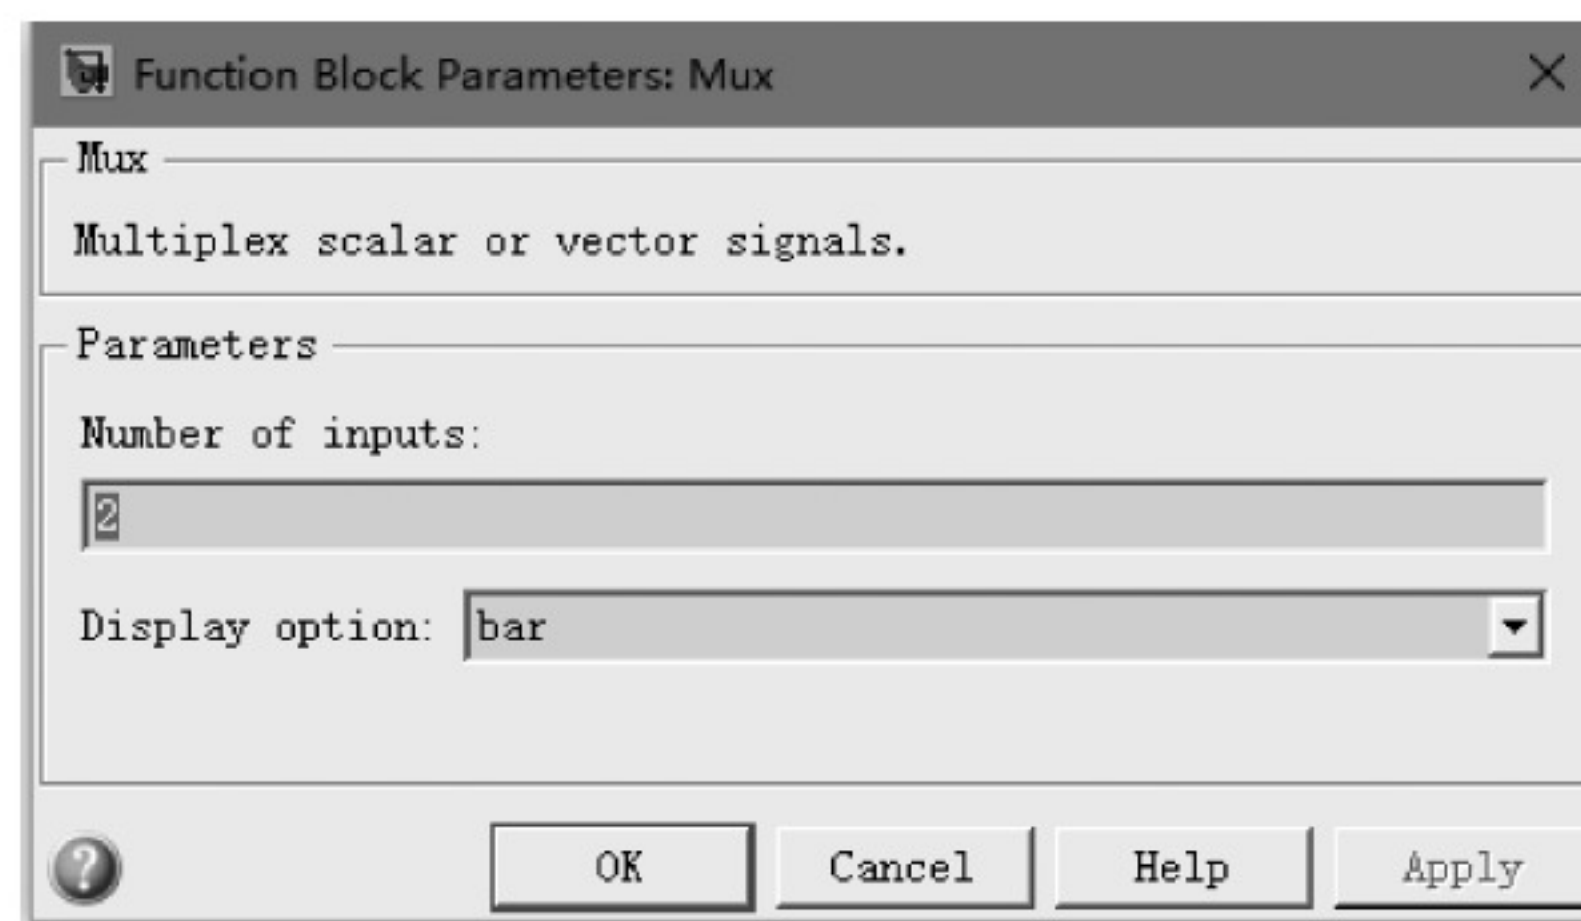 Function Block Parameters: Mux
Mux
Multiplex scalar or vector signals.
Parameters
Number of inputs:
2
Display option: bar
OK Cancel Help Apply